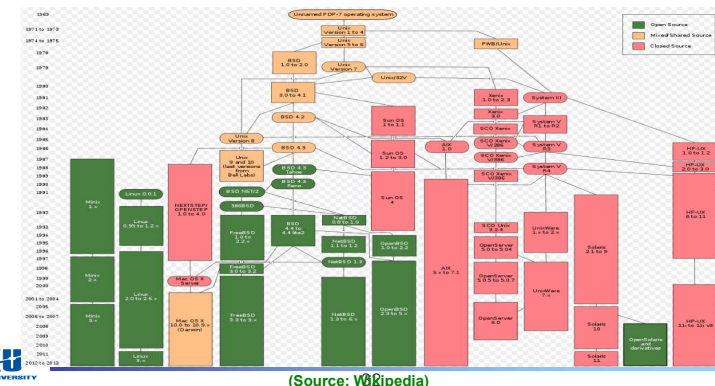 1969
Unnamed PDP-7 operating system
1971 to 1973
Unix
Version 1 to 4
1974 to 1975
Unix
Version 5 to 6
PWB/Unix
1978
BSD
1.0 to 2.0
Unix
Version 7
1979
Unix/32V
1980
BSD
3.0 to 4.1
Xenix
1.0 to 2.3
System III
1981
1982
Xenix
3.0
1983
BSD 4.2
Sun OS
1 to 1.1
SCO Xenix
System V
R1 to R2
1984
1985
Unix
Version 8
SCO Xenix
V/286
1986
BSD 4.3
Sun OS
1.2 to 3.0
AIX
1.0
SCO Xenix
V/386
HP-UX
1.0 to 1.2
1987
Unix
9 and 10
(last versions
from
Bell Labs)
BSD 4.3
Tahoe
System V
R4
HP-UX
2.0 to 3.0
1988
1989
BSD 4.3
Reno
SCO Xenix
V/386
1990
1991
Minix
1.x
Linux 0.0.1
NEXTSTEP/
OPENSTEP
1.0 to 4.0
BSD NET/2
Sun OS
4
HP-UX
6 to 11
386BSD
1992
Linux
0.95 to 1.2.x
FreeBSD
1.0 to
2.2.x
BSD
4.4 to
4.4 lite2
NetBSD
0.8 to 1.0
SCO Unix
3.2.4
UnixWare
1.x to 2.x
Solaris
2.1 to 9
1993
1994
NetBSD
1.1 to 1.2
OpenBSD
1.0 to 2.2
OpenServer
5.0 to 5.04
1995
1996
1997
Minix
2.x
Linux
2.0 to 2.6.x
FreeBSD
3.0 to 3.2
NetBSD 1.3
AIX
3.x to 7.1
OpenServer
5.0.5 to 5.0.7
1998
Mac OS X
Server
1999
2000
UnixWare
7.x
2001 to 2004
Minix
3.x
Mac OS X
10.0 to 10.9.x
(Darwin)
FreeBSD
3.3 to 9.x
NetBSD
1.3 to 6.x
OpenBSD
2.3 to 5.x
OpenServer
6.0
Solaris
10
HP-UX
11i to 11i v3
2005
2006 to 2007
2008
2009
OpenSolaris
and
derivatives
2010
2011
Linux
3.x
Solaris
11
2012 to 2013
Open Source
Mixed/Shared Source
Closed Source
(Source: Wikipedia)